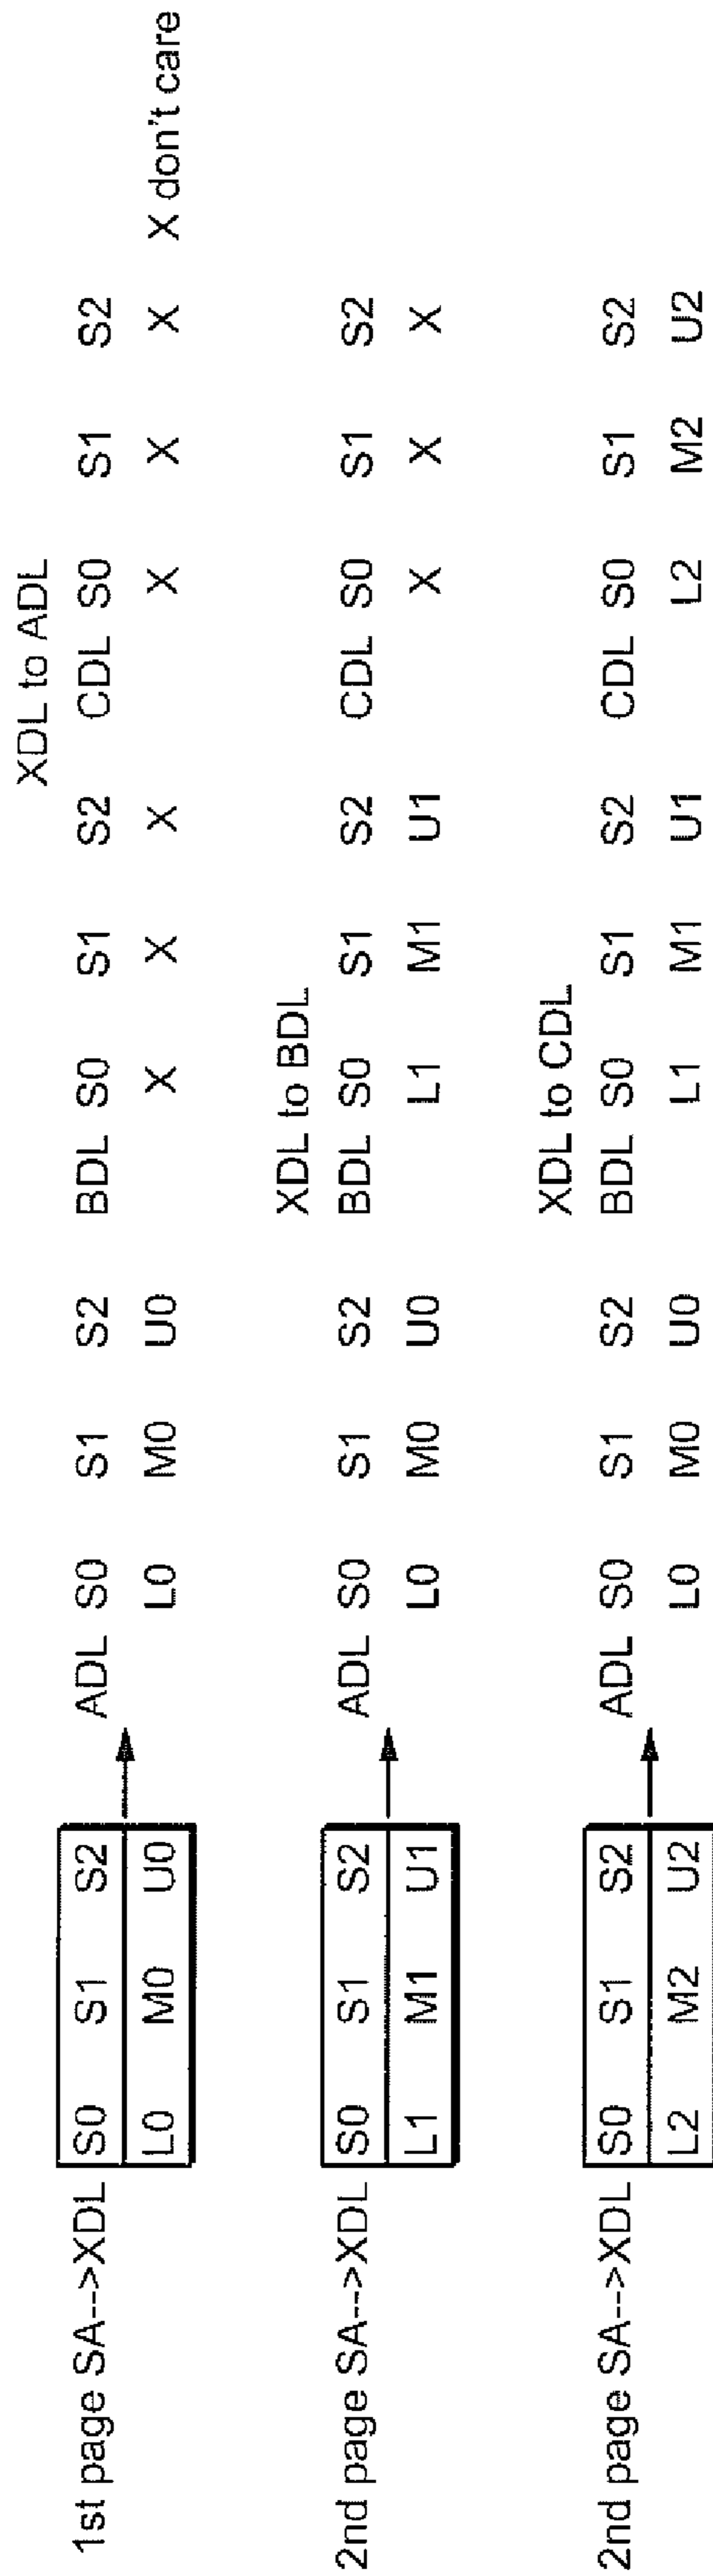 XDL to ADL
1st page SA-->XDL S0 S1 S2 ADL S0 S1 S2 BDL S0 S1 S2 CDL S0 S1 S2
L0 M0 U0 L0 M0 U0 X X X X X X X don't care
XDL to BDL
2nd page SA-->XDL S0 S1 S2 ADL S0 S1 S2 BDL S0 S1 S2 CDL S0 S1 S2
L1 M1 U1 L0 M0 U0 L1 M1 U1 X X X
XDL to CDL
2nd page SA-->XDL S0 S1 S2 ADL S0 S1 S2 BDL S0 S1 S2 CDL S0 S1 S2
L2 M2 U2 L0 M0 U0 L1 M1 U1 L2 M2 U2